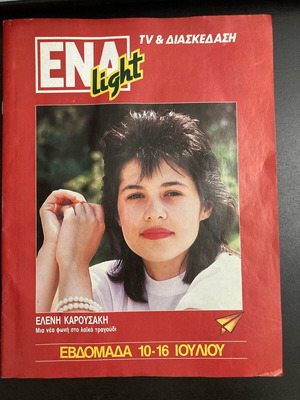 TV & ΔΙΑΣΚΕΔΑΣΗ
ΕΝΑ
light
ΕΛΕΝΗ ΚΑΡΟΥΣΑΚΗ
Μια νέα φωνή στο λαϊκό τραγούδι
ΕΒΔΟΜΑΔΑ 10-16 ΙΟΥΛΙΟΥ